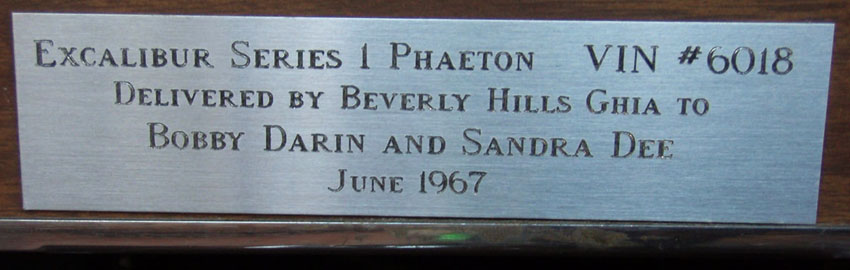 Excalibur Series 1 Phaeton VIN #6018
Delivered by Beverly Hills Ghia to
Bobby Darin and Sandra Dee
June 1967